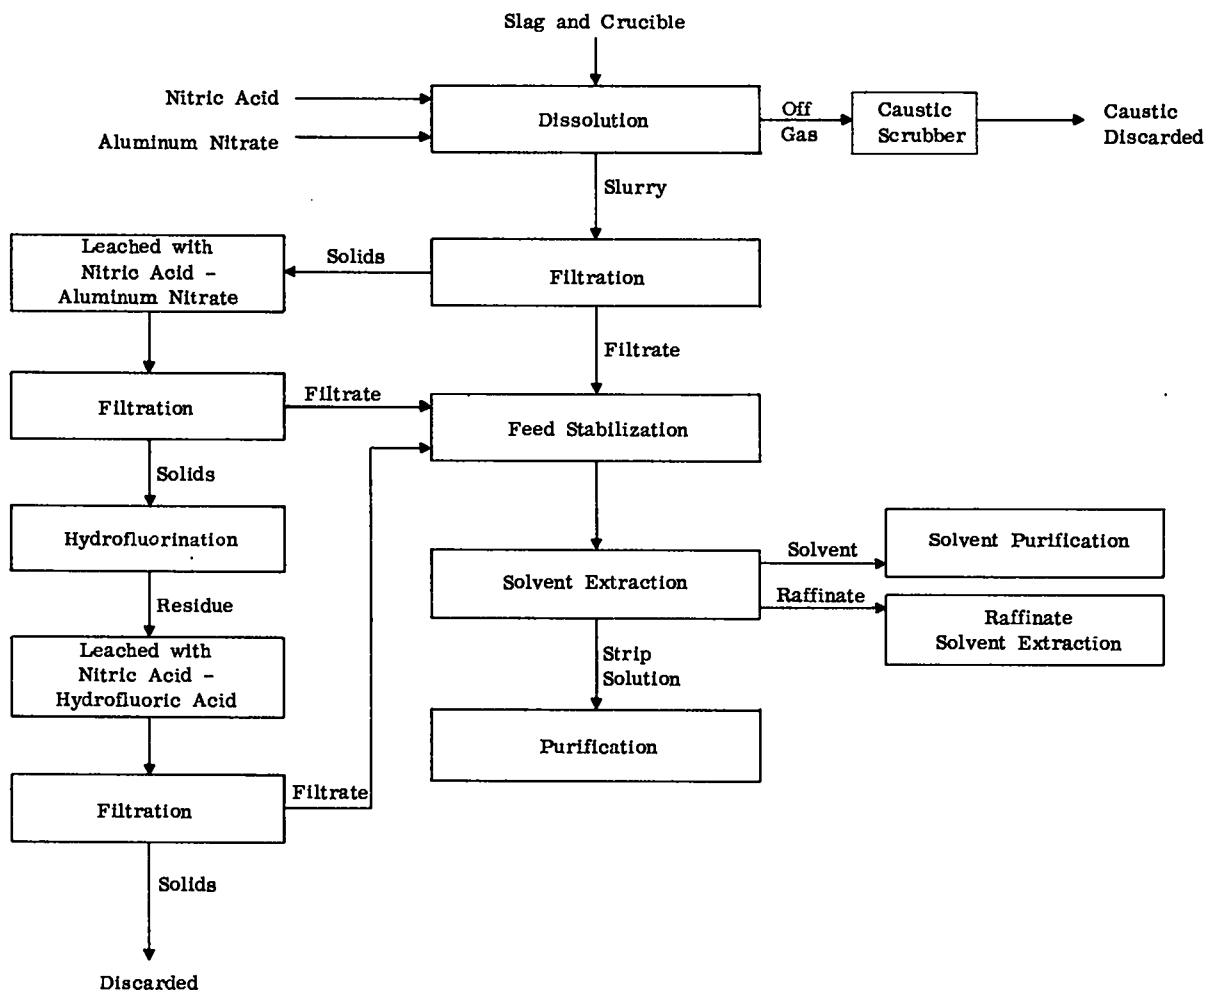 Slag and Crucible
Nitric Acid
Aluminum Nitrate
Dissolution
Off
Gas
Caustic
Scrubber
Caustic
Discarded
Slurry
Leached with
Nitric Acid -
Aluminum Nitrate
Solids
Filtration
Filtrate
Filtration
Filtrate
Feed Stabilization
Solids
Hydrofluorination
Solvent Extraction
Solvent
Solvent Purification
Raffinate
Raffinate
Solvent Extraction
Residue
Leached with
Nitric Acid -
Hydrofluoric Acid
Strip
Solution
Purification
Filtration
Filtrate
Solids
Discarded